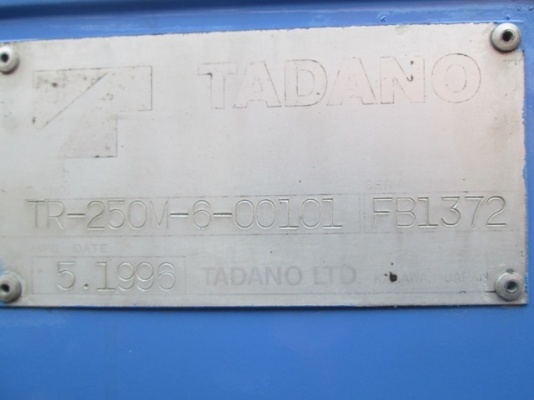 TADANO
TR-250M-6-00101 FB1372
DATE
5.1996 TADANO LTD